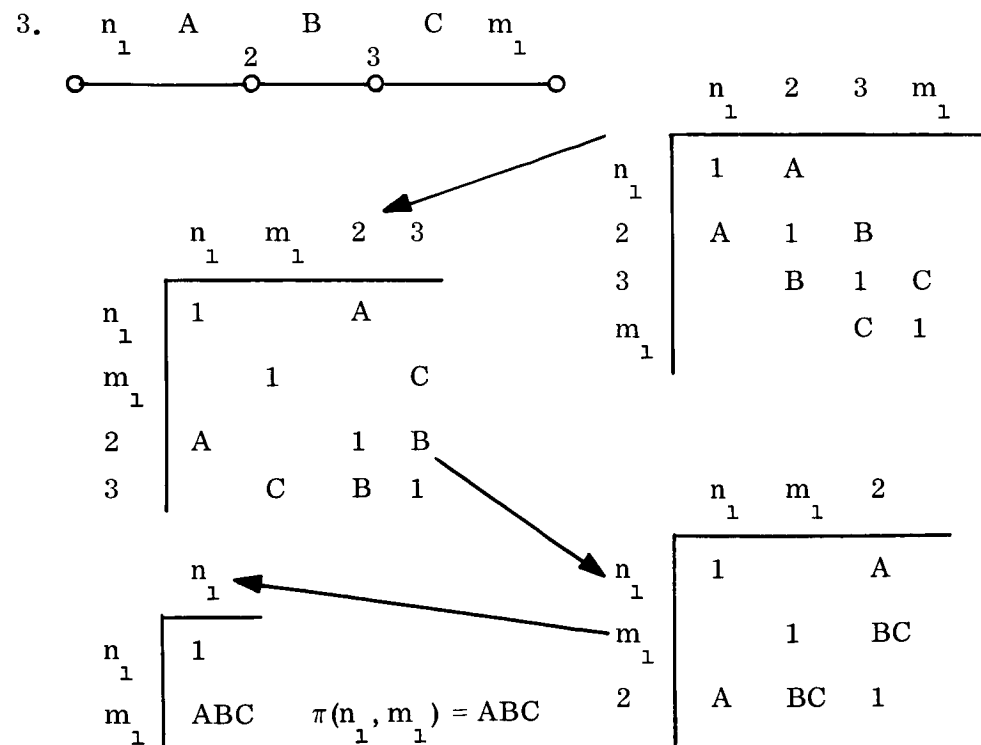 3. n₁ A B C m₁
2 3
n₁ 2 3 m₁
n₁ 1 A
2 A 1 B
3 B 1 C
m₁ C 1
n₁ m₁ 2 3
n₁ 1 A
m₁ 1 C
2 A 1 B
3 C B 1
n₁ m₁ 2
n₁ 1 A
m₁ 1 BC
2 A BC 1
n₁
n₁ 1
m₁ ABC π(n₁,m₁) = ABC